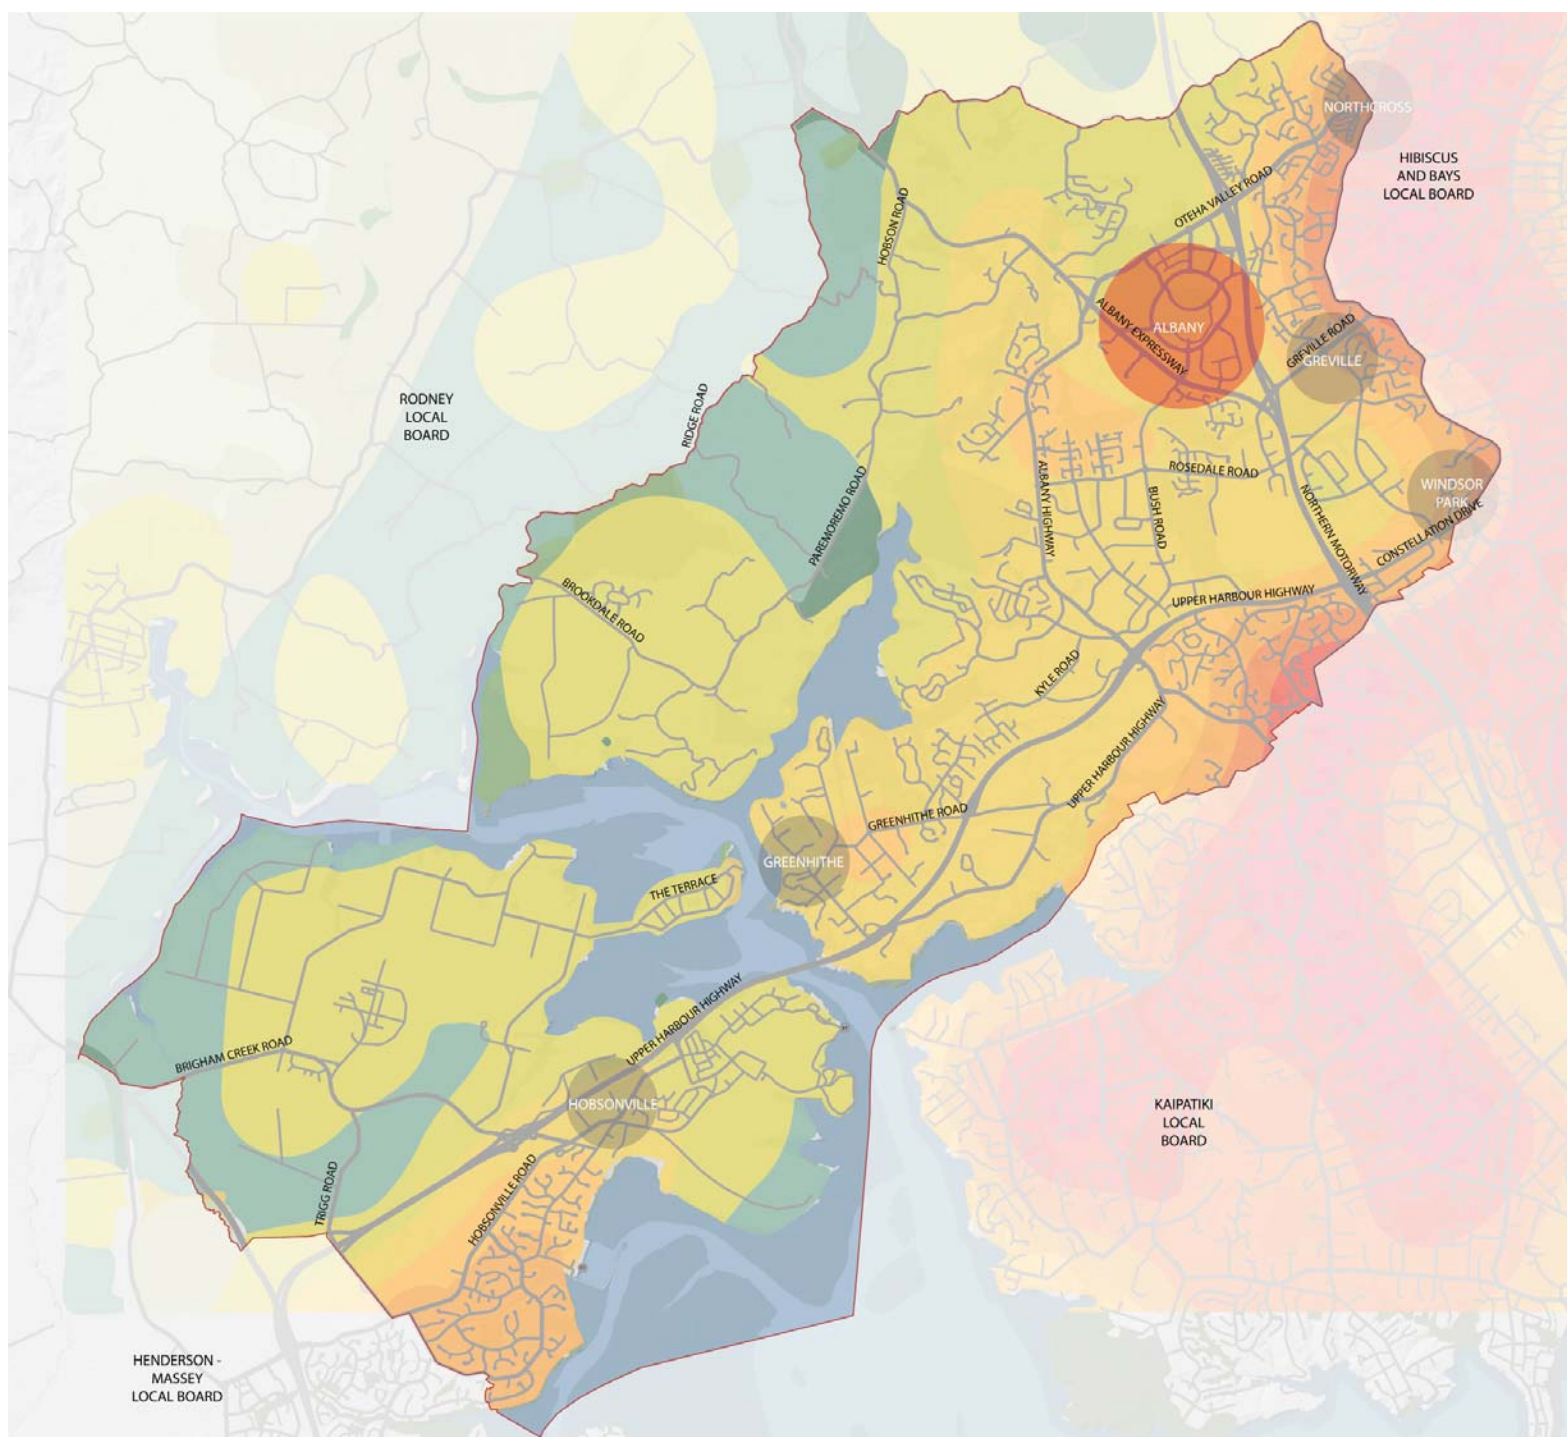 NORTHCROSS
HIBISCUS
AND BAYS
LOCAL BOARD
OTEHA VALLEY ROAD
HOBSON ROAD
ALBANY EXPRESSWAY
ALBANY
GREVILLE ROAD
GREVILLE
RODNEY
LOCAL
BOARD
RIDGE ROAD
PAREMOREMO ROAD
ALBANY HIGHWAY
ROSEDALE ROAD
BUSH ROAD
NORTHERN MOTORWAY
WINDSOR
PARK
CONSTELLATION DRIVE
BROOKDALE ROAD
UPPER HARBOUR HIGHWAY
KYLE ROAD
UPPER HARBOUR HIGHWAY
GREENHITHE ROAD
GREENHITHE
THE TERRACE
UPPER HARBOUR HIGHWAY
BRIGHAM CREEK ROAD
HOBSONVILLE
TRIGG ROAD
HOBSONVILLE ROAD
KAIPATIKI
LOCAL
BOARD
HENDERSON -
MASSEY
LOCAL BOARD